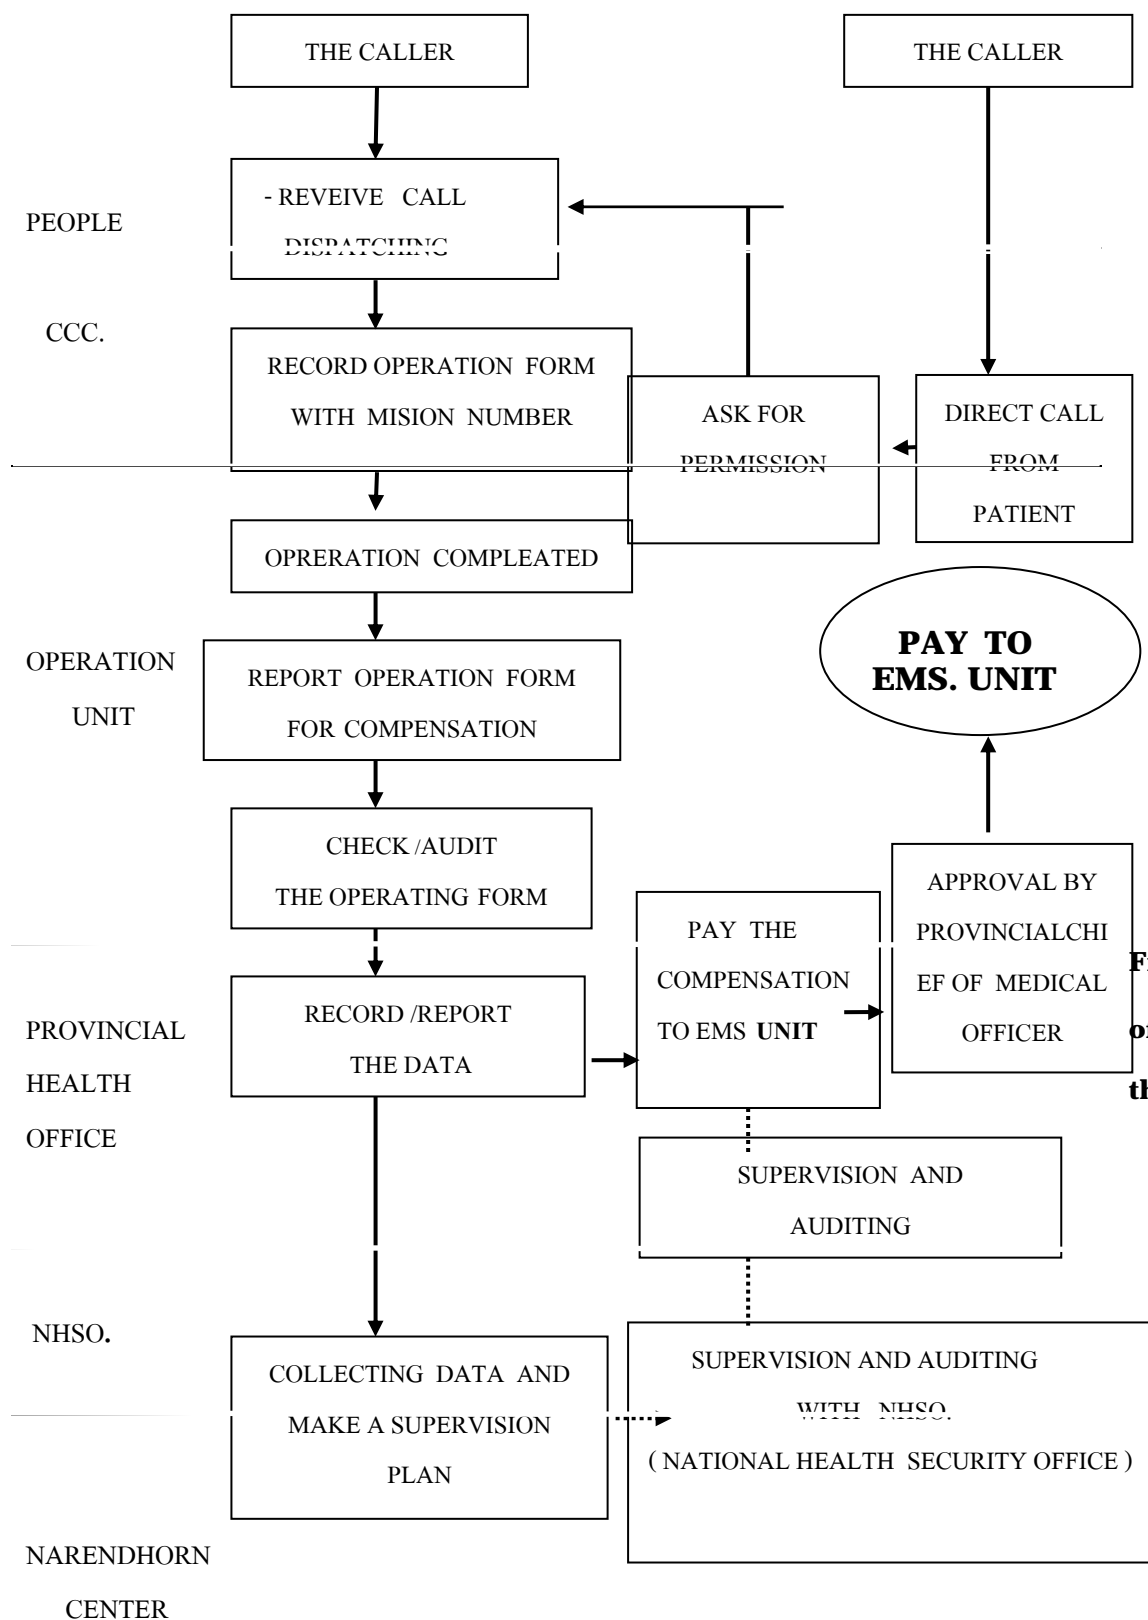 THE CALLER
THE CALLER
PEOPLE
- REVEIVE CALL
DISPATCHING
CCC.
RECORD OPERATION FORM
WITH MISION NUMBER
ASK FOR
PERMISSION
DIRECT CALL
FROM
PATIENT
OPRERATION COMPLEATED
OPERATION
UNIT
REPORT OPERATION FORM
FOR COMPENSATION
PAY TO
EMS. UNIT
CHECK /AUDIT
THE OPERATING FORM
PAY THE
COMPENSATION
TO EMS UNIT
APPROVAL BY
PROVINCIALCHI
EF OF MEDICAL
OFFICER
PROVINCIAL
HEALTH
OFFICE
RECORD /REPORT
THE DATA
SUPERVISION AND
AUDITING
NHSO.
COLLECTING DATA AND
MAKE A SUPERVISION
PLAN
SUPERVISION AND AUDITING
WITH NHSO.
( NATIONAL HEALTH SECURITY OFFICE )
NARENDHORN
CENTER